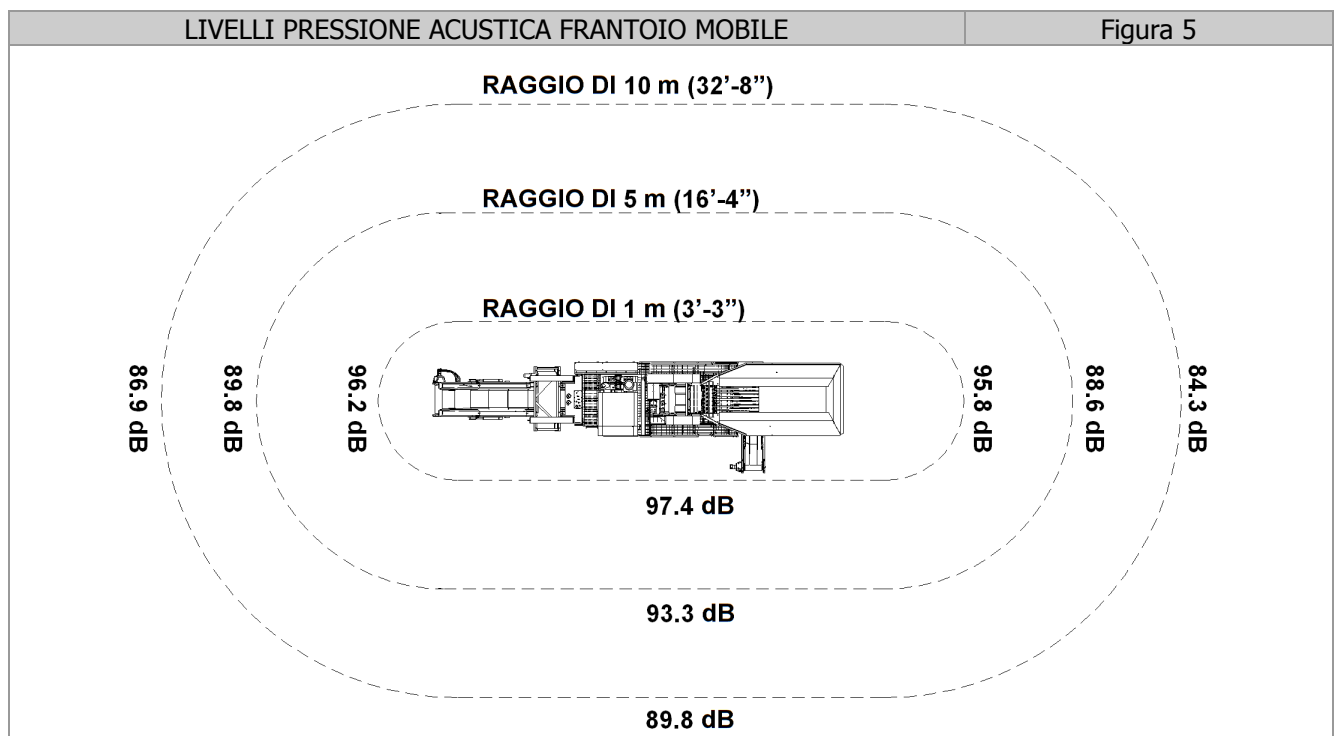 LIVELLI PRESSIONE ACUSTICA FRANTOIO MOBILE
Figura 5
RAGGIO DI 10 m (32’-8”)
RAGGIO DI 5 m (16’-4”)
RAGGIO DI 1 m (3’-3”)
86.9 dB
89.8 dB
96.2 dB
95.8 dB
88.6 dB
84.3 dB
97.4 dB
93.3 dB
89.8 dB